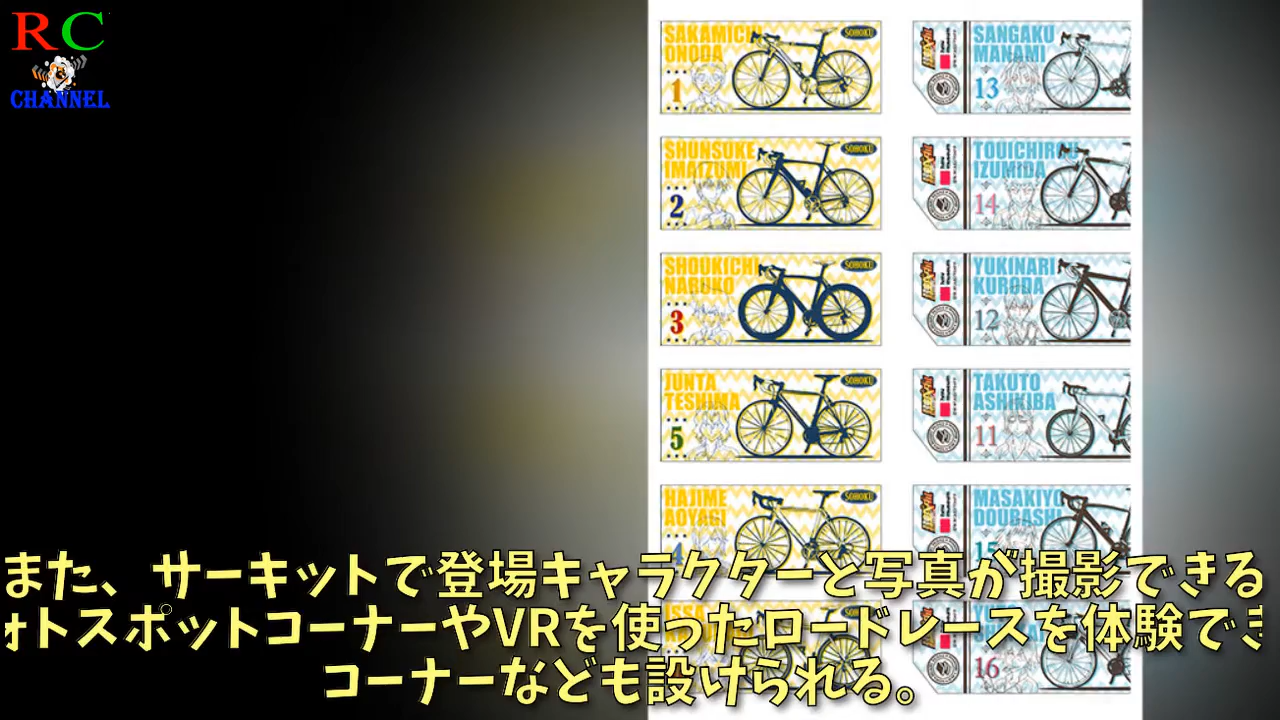 RC
CHANNEL
SAKAMICHI
ONODA
1
SOHOKU
SANGAKU
MANAMI
13
SHUNSUKE
IMAIZUMI
2
SOHOKU
TOUICHIROU
IZUMIDA
14
SHOUKICHI
NARUKO
3
SOHOKU
YUKINARI
KURODA
12
JUNTA
TESHIMA
5
SOHOKU
TAKUTO
ASHIKIBA
11
HAJIME
AOYAGI
4
SOHOKU
MASAKIYO
DOUBASHI
15
16
また、サーキットで登場キャラクターと写真が撮影できる
ォトスポットコーナーやVRを使ったロードレースを体験でき
コーナーなども設けられる。